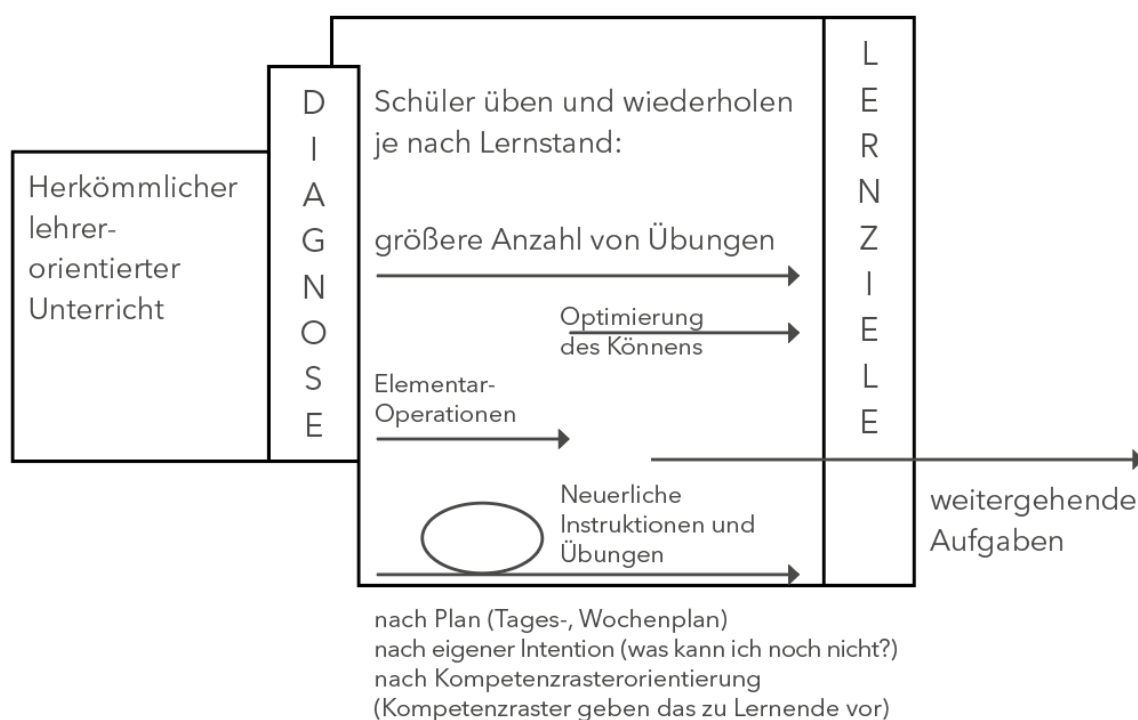 Herkömmlicher
lehrer-
orientierter
Unterricht
DIAGNOSE
Schüler üben und wiederholen
je nach Lernstand:
größere Anzahl von Übungen
Optimierung
des Könnens
Elementar-
Operationen
Neuerliche
Instruktionen und
Übungen
LERNZIELE
weitergehende
Aufgaben
nach Plan (Tages-, Wochenplan)
nach eigener Intention (was kann ich noch nicht?)
nach Kompetenzrasterorientierung
(Kompetenzraster geben das zu Lernende vor)